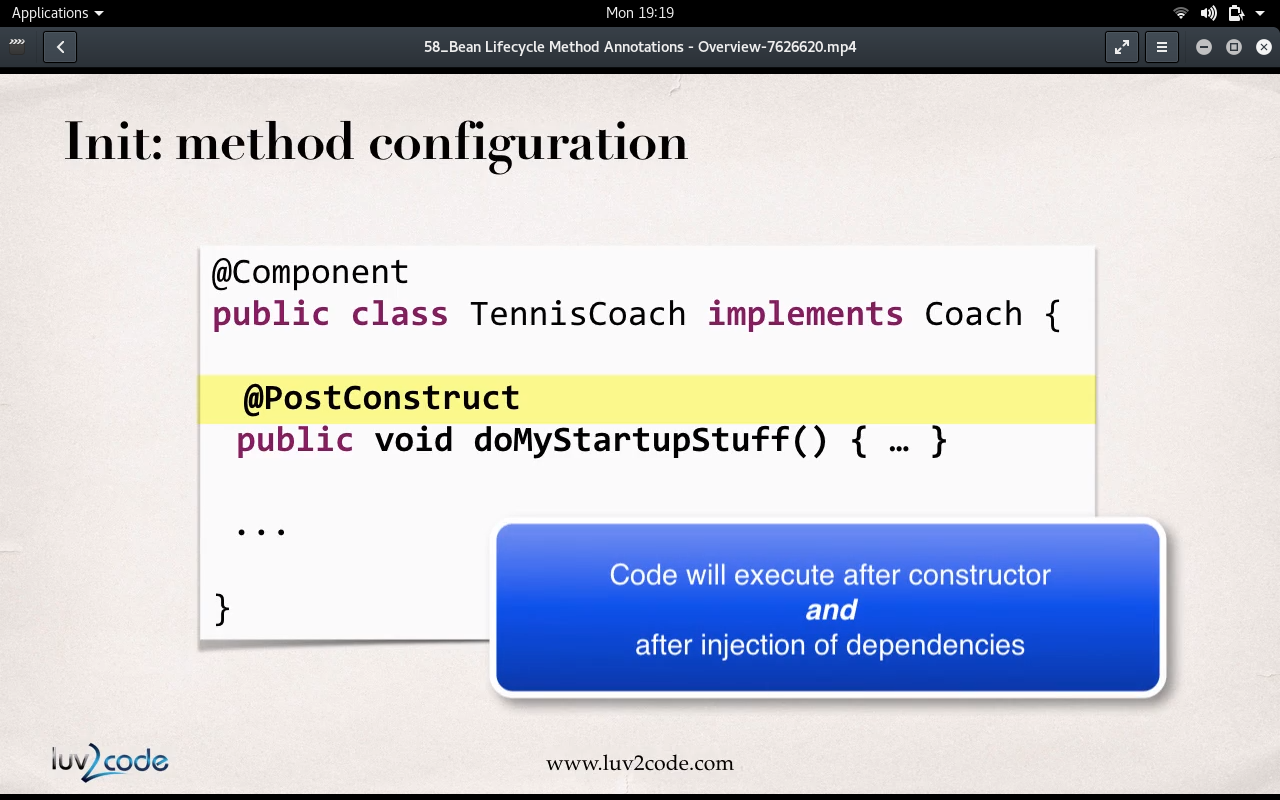 Applications
Mon 19:19
58_Bean Lifecycle Method Annotations - Overview-7626620.mp4
Init: method configuration
@Component
public class TennisCoach implements Coach {
@PostConstruct
public void doMyStartupStuff() { … }
...
}
Code will execute after constructor
and
after injection of dependencies
luv2code
www.luv2code.com